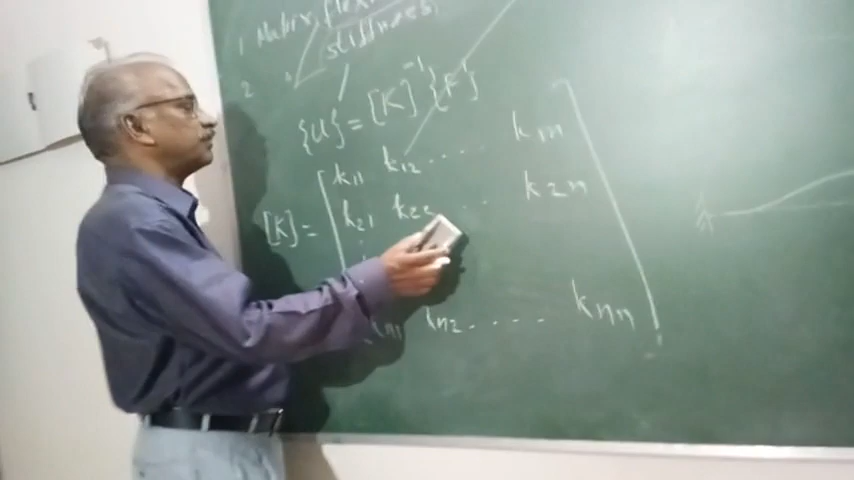 1 Matrix flexi
stiffness
2
{u} = [K]⁻¹{F}
k11 k12 .... k1n
[K] = k21 k22 ... k2n
kn1 kn2 ..... knn